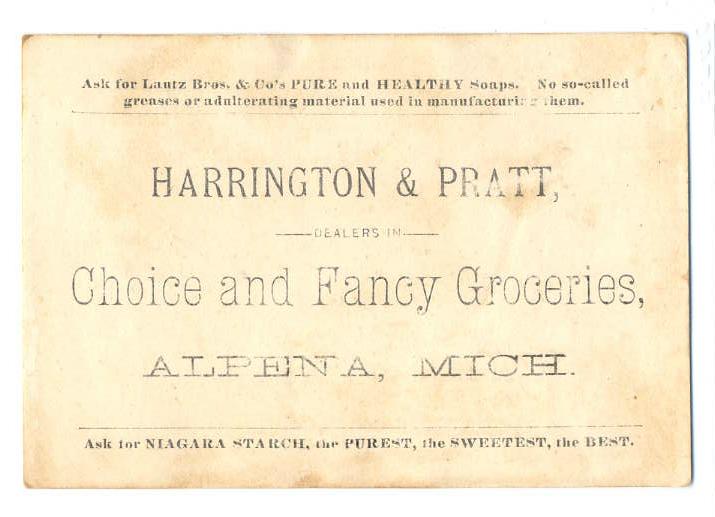 Ask for Lautz Bros. & Co's PURE and HEALTHY Soaps. No so-called
greases or adulterating material used in manufacturing them.
HARRINGTON & PRATT,
DEALERS IN
Choice and Fancy Groceries,
ALPENA, MICH.
Ask for NIAGARA STARCH, the PUREST, the SWEETEST, the BEST.